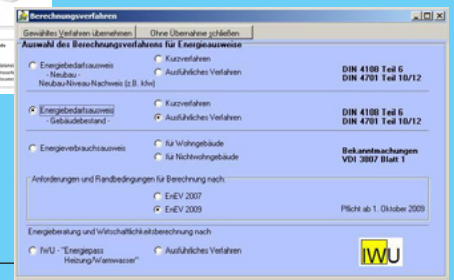 Berechnungsverfahren
Gewähltes Verfahren übernehmen Ohne Übernahme schließen
Auswahl des Berechnungsverfahrens für Energieausweise
Energiebedarfsausweis
- Neubau -
Neubau-Niveau-Nachweis (z.B. kfw)
Kurzverfahren
Ausführliches Verfahren
DIN 4108 Teil 6
DIN 4701 Teil 10/12
Energiebedarfsausweis
- Gebäudebestand -
Kurzverfahren
Ausführliches Verfahren
DIN 4108 Teil 6
DIN 4701 Teil 10/12
Energieverbrauchsausweis
für Wohngebäude
für Nichtwohngebäude
Bekanntmachungen
VDI 3807 Blatt 1
Anforderungen und Randbedingungen für Berechnung nach:
EnEV 2007
EnEV 2009
Pflicht ab 1. Oktober 2009
Energieberatung und Wirtschaftlichkeitsberechnung nach
IWU - "Energiepass
Heizung/Warmwasser"
Ausführliches Verfahren
IWU